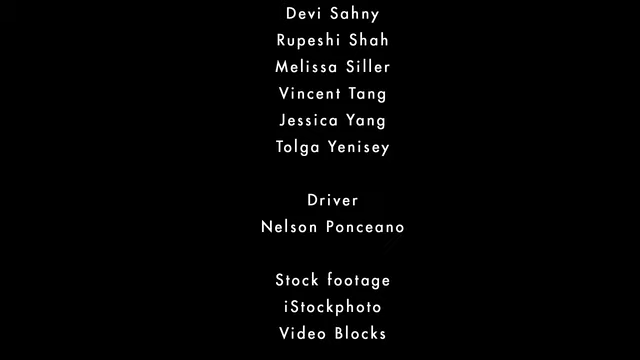 Devi Sahny
Rupeshi Shah
Melissa Siller
Vincent Tang
Jessica Yang
Tolga Yenisey
Driver
Nelson Ponceano
Stock footage
iStockphoto
Video Blocks